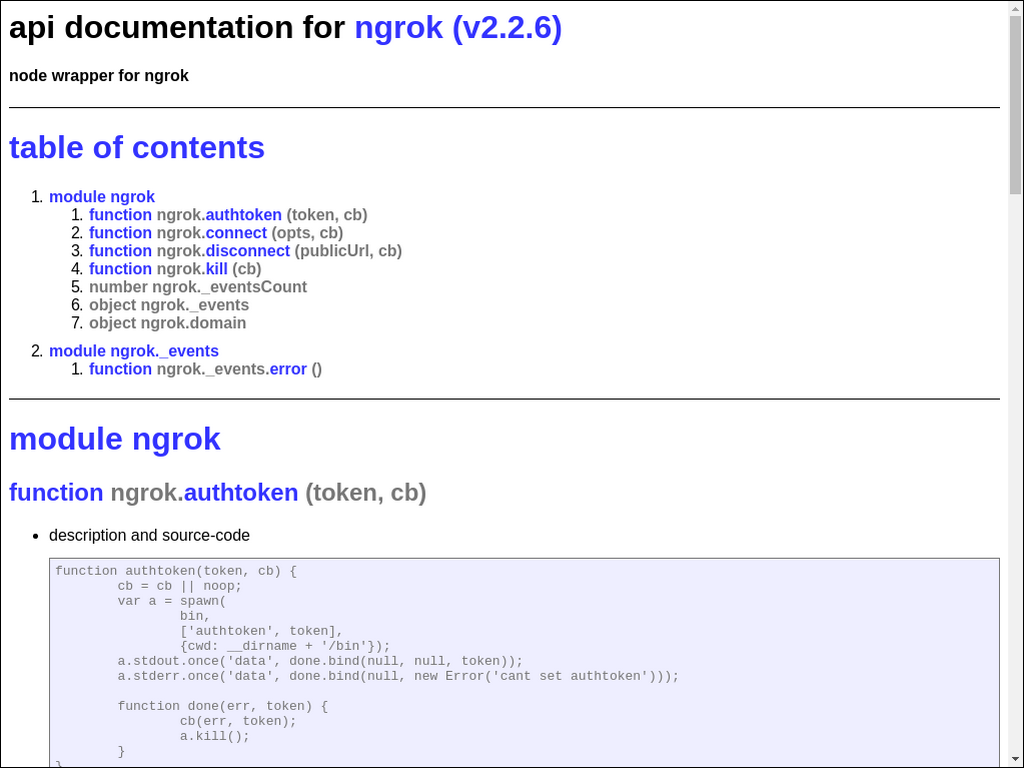 api documentation for ngrok (v2.2.6)
node wrapper for ngrok
table of contents
1. module ngrok
1. function ngrok.authtoken (token, cb)
2. function ngrok.connect (opts, cb)
3. function ngrok.disconnect (publicUrl, cb)
4. function ngrok.kill (cb)
5. number ngrok._eventsCount
6. object ngrok._events
7. object ngrok.domain
2. module ngrok._events
1. function ngrok._events.error ()
module ngrok
function ngrok.authtoken (token, cb)
• description and source-code
function authtoken(token, cb) {
cb = cb || noop;
var a = spawn(
bin,
['authtoken', token],
{cwd: __dirname + '/bin'});
a.stdout.once('data', done.bind(null, null, token));
a.stderr.once('data', done.bind(null, new Error('cant set authtoken')));
function done(err, token) {
cb(err, token);
a.kill();
}
}